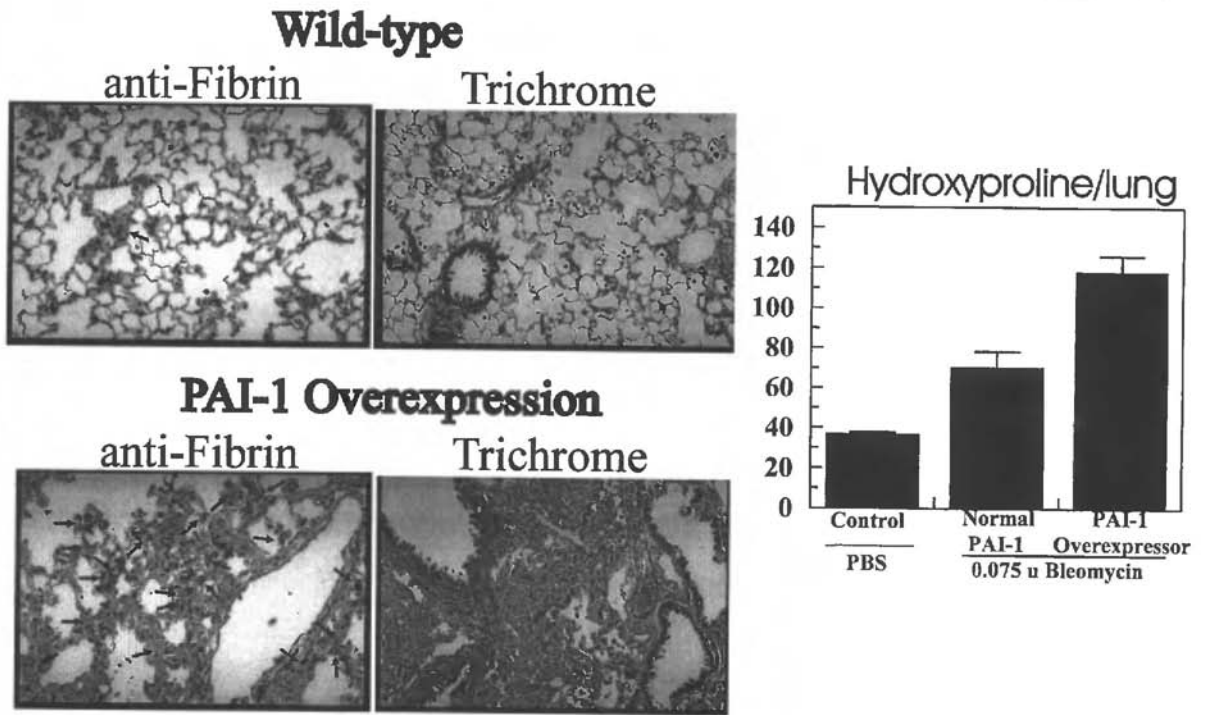 Wild-type
anti-Fibrin Trichrome
PAI-1 Overexpression
anti-Fibrin Trichrome
Hydroxyproline/lung
140
120
100
80
60
40
20
0
Control Normal PAI-1
PAI-1 Overexpressor
PBS 0.075 u Bleomycin